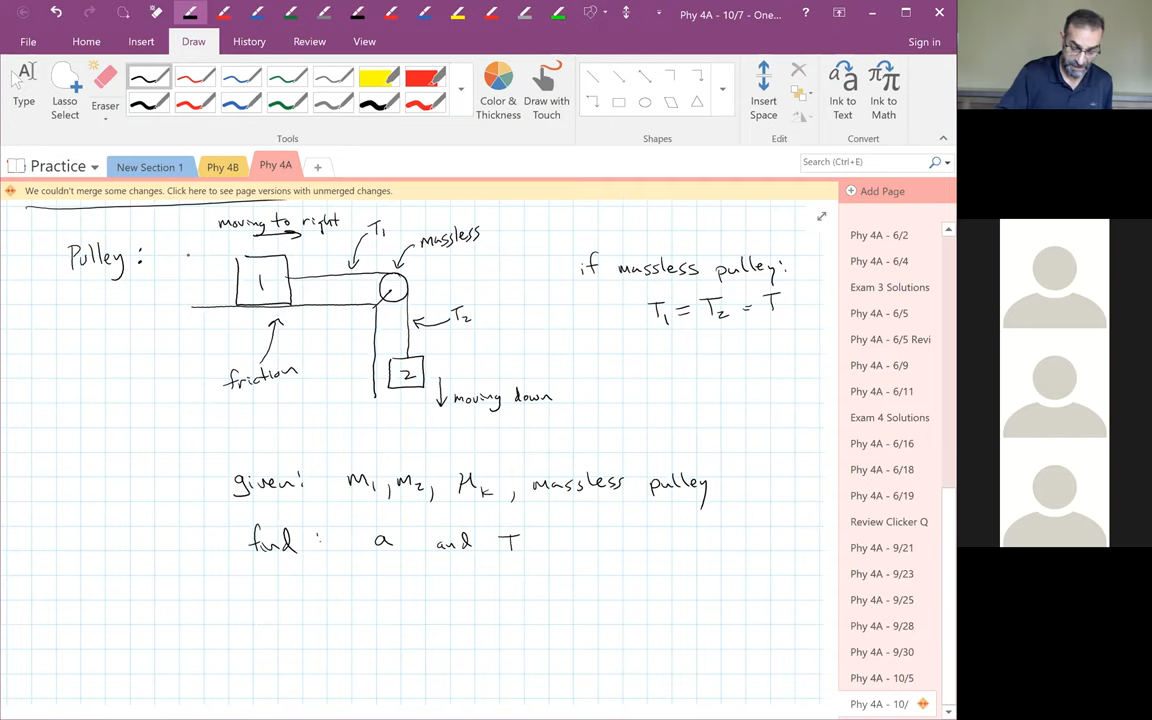 Phy 4A - 10/7 - One...
?
File
Home
Insert
Draw
History
Review
View
Sign in
Type
Lasso Select
Eraser
Color & Thickness
Draw with Touch
Insert Space
Ink to Text
Ink to Math
Tools
Shapes
Edit
Convert
Practice
New Section 1
Phy 4B
Phy 4A
Search (Ctrl+E)
We couldn't merge some changes. Click here to see page versions with unmerged changes.
Add Page
Phy 4A - 6/2
Phy 4A - 6/4
Exam 3 Solutions
Phy 4A - 6/5
Phy 4A - 6/5 Revi
Phy 4A - 6/9
Phy 4A - 6/11
Exam 4 Solutions
Phy 4A - 6/16
Phy 4A - 6/18
Phy 4A - 6/19
Review Clicker Q
Phy 4A - 9/21
Phy 4A - 9/23
Phy 4A - 9/25
Phy 4A - 9/28
Phy 4A - 9/30
Phy 4A - 10/5
Phy 4A - 10/
moving to right
Pulley:
T₁
massless
1
T₂
2
friction
moving down
if massless pulley:
T₁ = T₂ = T
given: m₁, m₂, μₖ, massless pulley
find: a and T